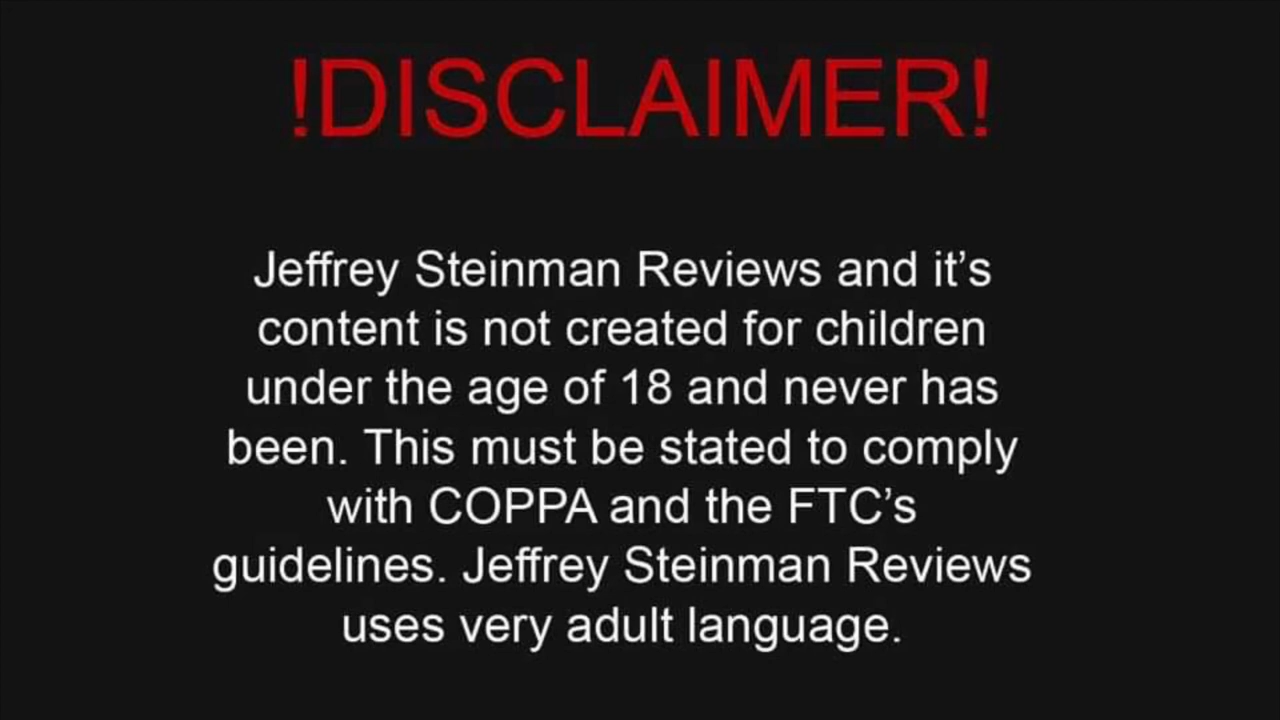 !DISCLAIMER!
Jeffrey Steinman Reviews and it’s
content is not created for children
under the age of 18 and never has
been. This must be stated to comply
with COPPA and the FTC’s
guidelines. Jeffrey Steinman Reviews
uses very adult language.